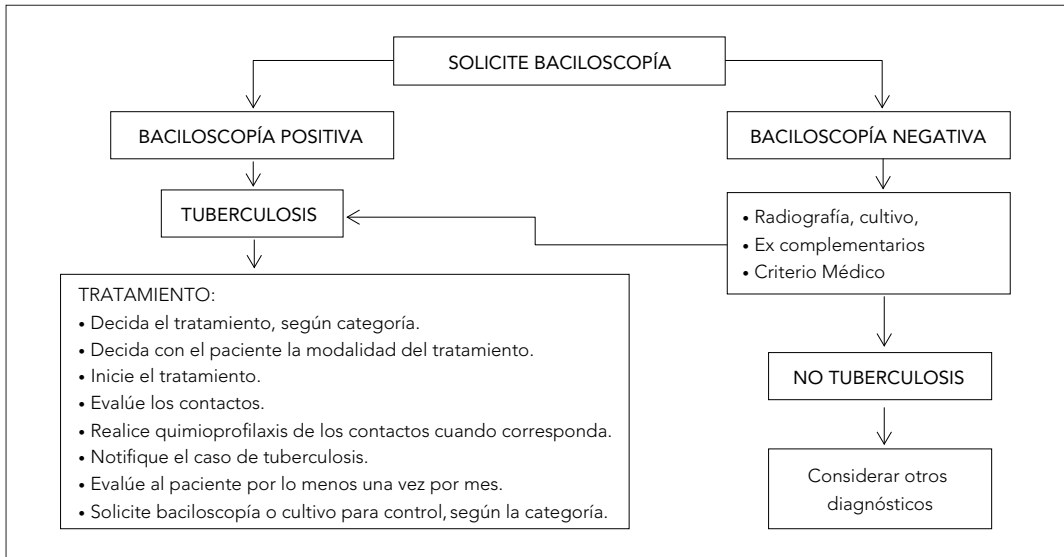 SOLICITE BACILOSCOPÍA
BACILOSCOPÍA POSITIVA
BACILOSCOPÍA NEGATIVA
TUBERCULOSIS
• Radiografía, cultivo,
• Ex complementarios
• Criterio Médico
TRATAMIENTO:
• Decida el tratamiento, según categoría.
• Decida con el paciente la modalidad del tratamiento.
• Inicie el tratamiento.
• Evalúe los contactos.
• Realice quimioprofilaxis de los contactos cuando corresponda.
• Notifique el caso de tuberculosis.
• Evalúe al paciente por lo menos una vez por mes.
• Solicite baciloscopía o cultivo para control, según la categoría.
NO TUBERCULOSIS
Considerar otros
diagnósticos